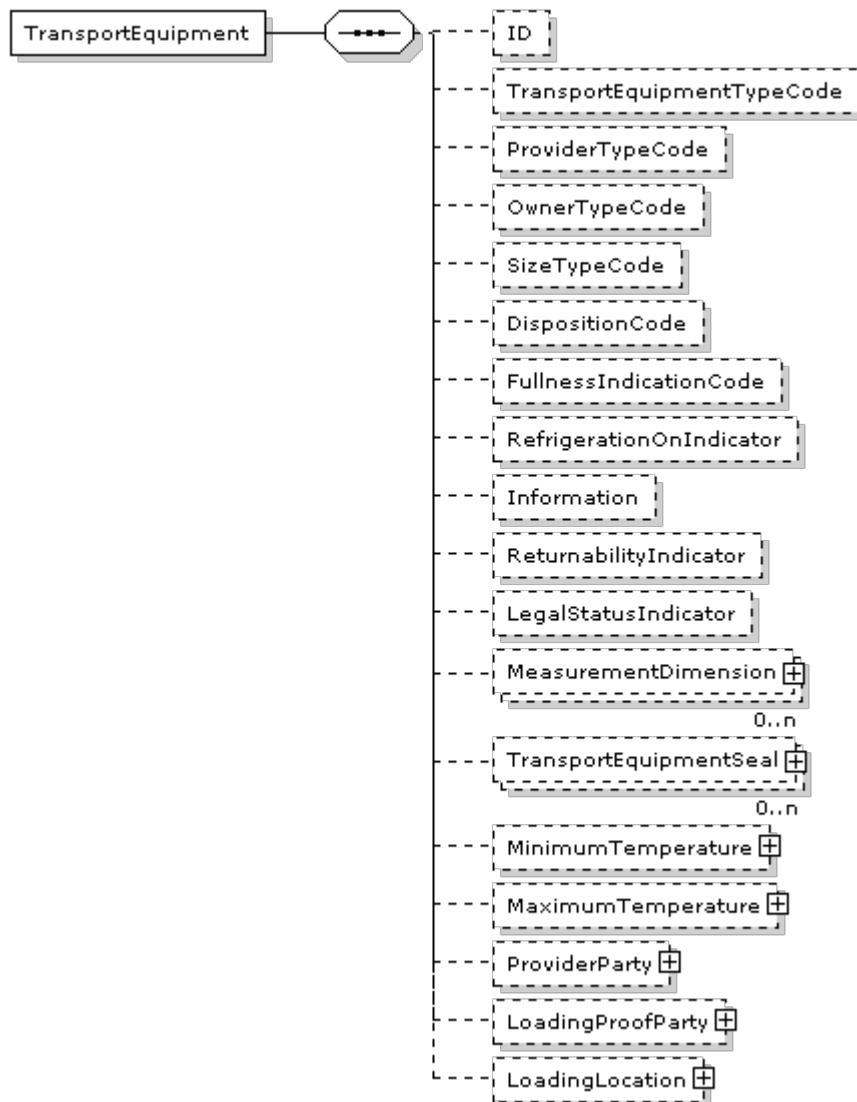 TransportEquipment
ID
TransportEquipmentTypeCode
ProviderTypeCode
OwnerTypeCode
SizeTypeCode
DispositionCode
FullnessIndicationCode
RefrigerationOnIndicator
Information
ReturnabilityIndicator
LegalStatusIndicator
MeasurementDimension
0..n
TransportEquipmentSeal
0..n
MinimumTemperature
MaximumTemperature
ProviderParty
LoadingProofParty
LoadingLocation